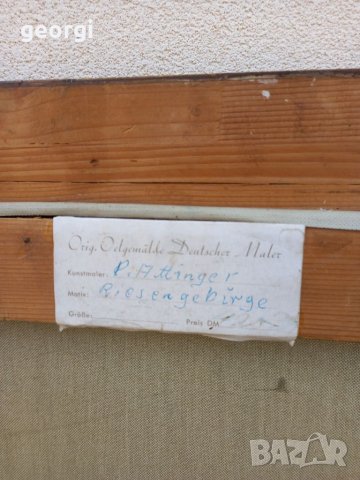 georgi
Orig. Oelgemälde Deutscher Maler
Kunstmaler: P. Attinger
Motiv: Riesengebirge
Größe:
Preis DM
BAZAR